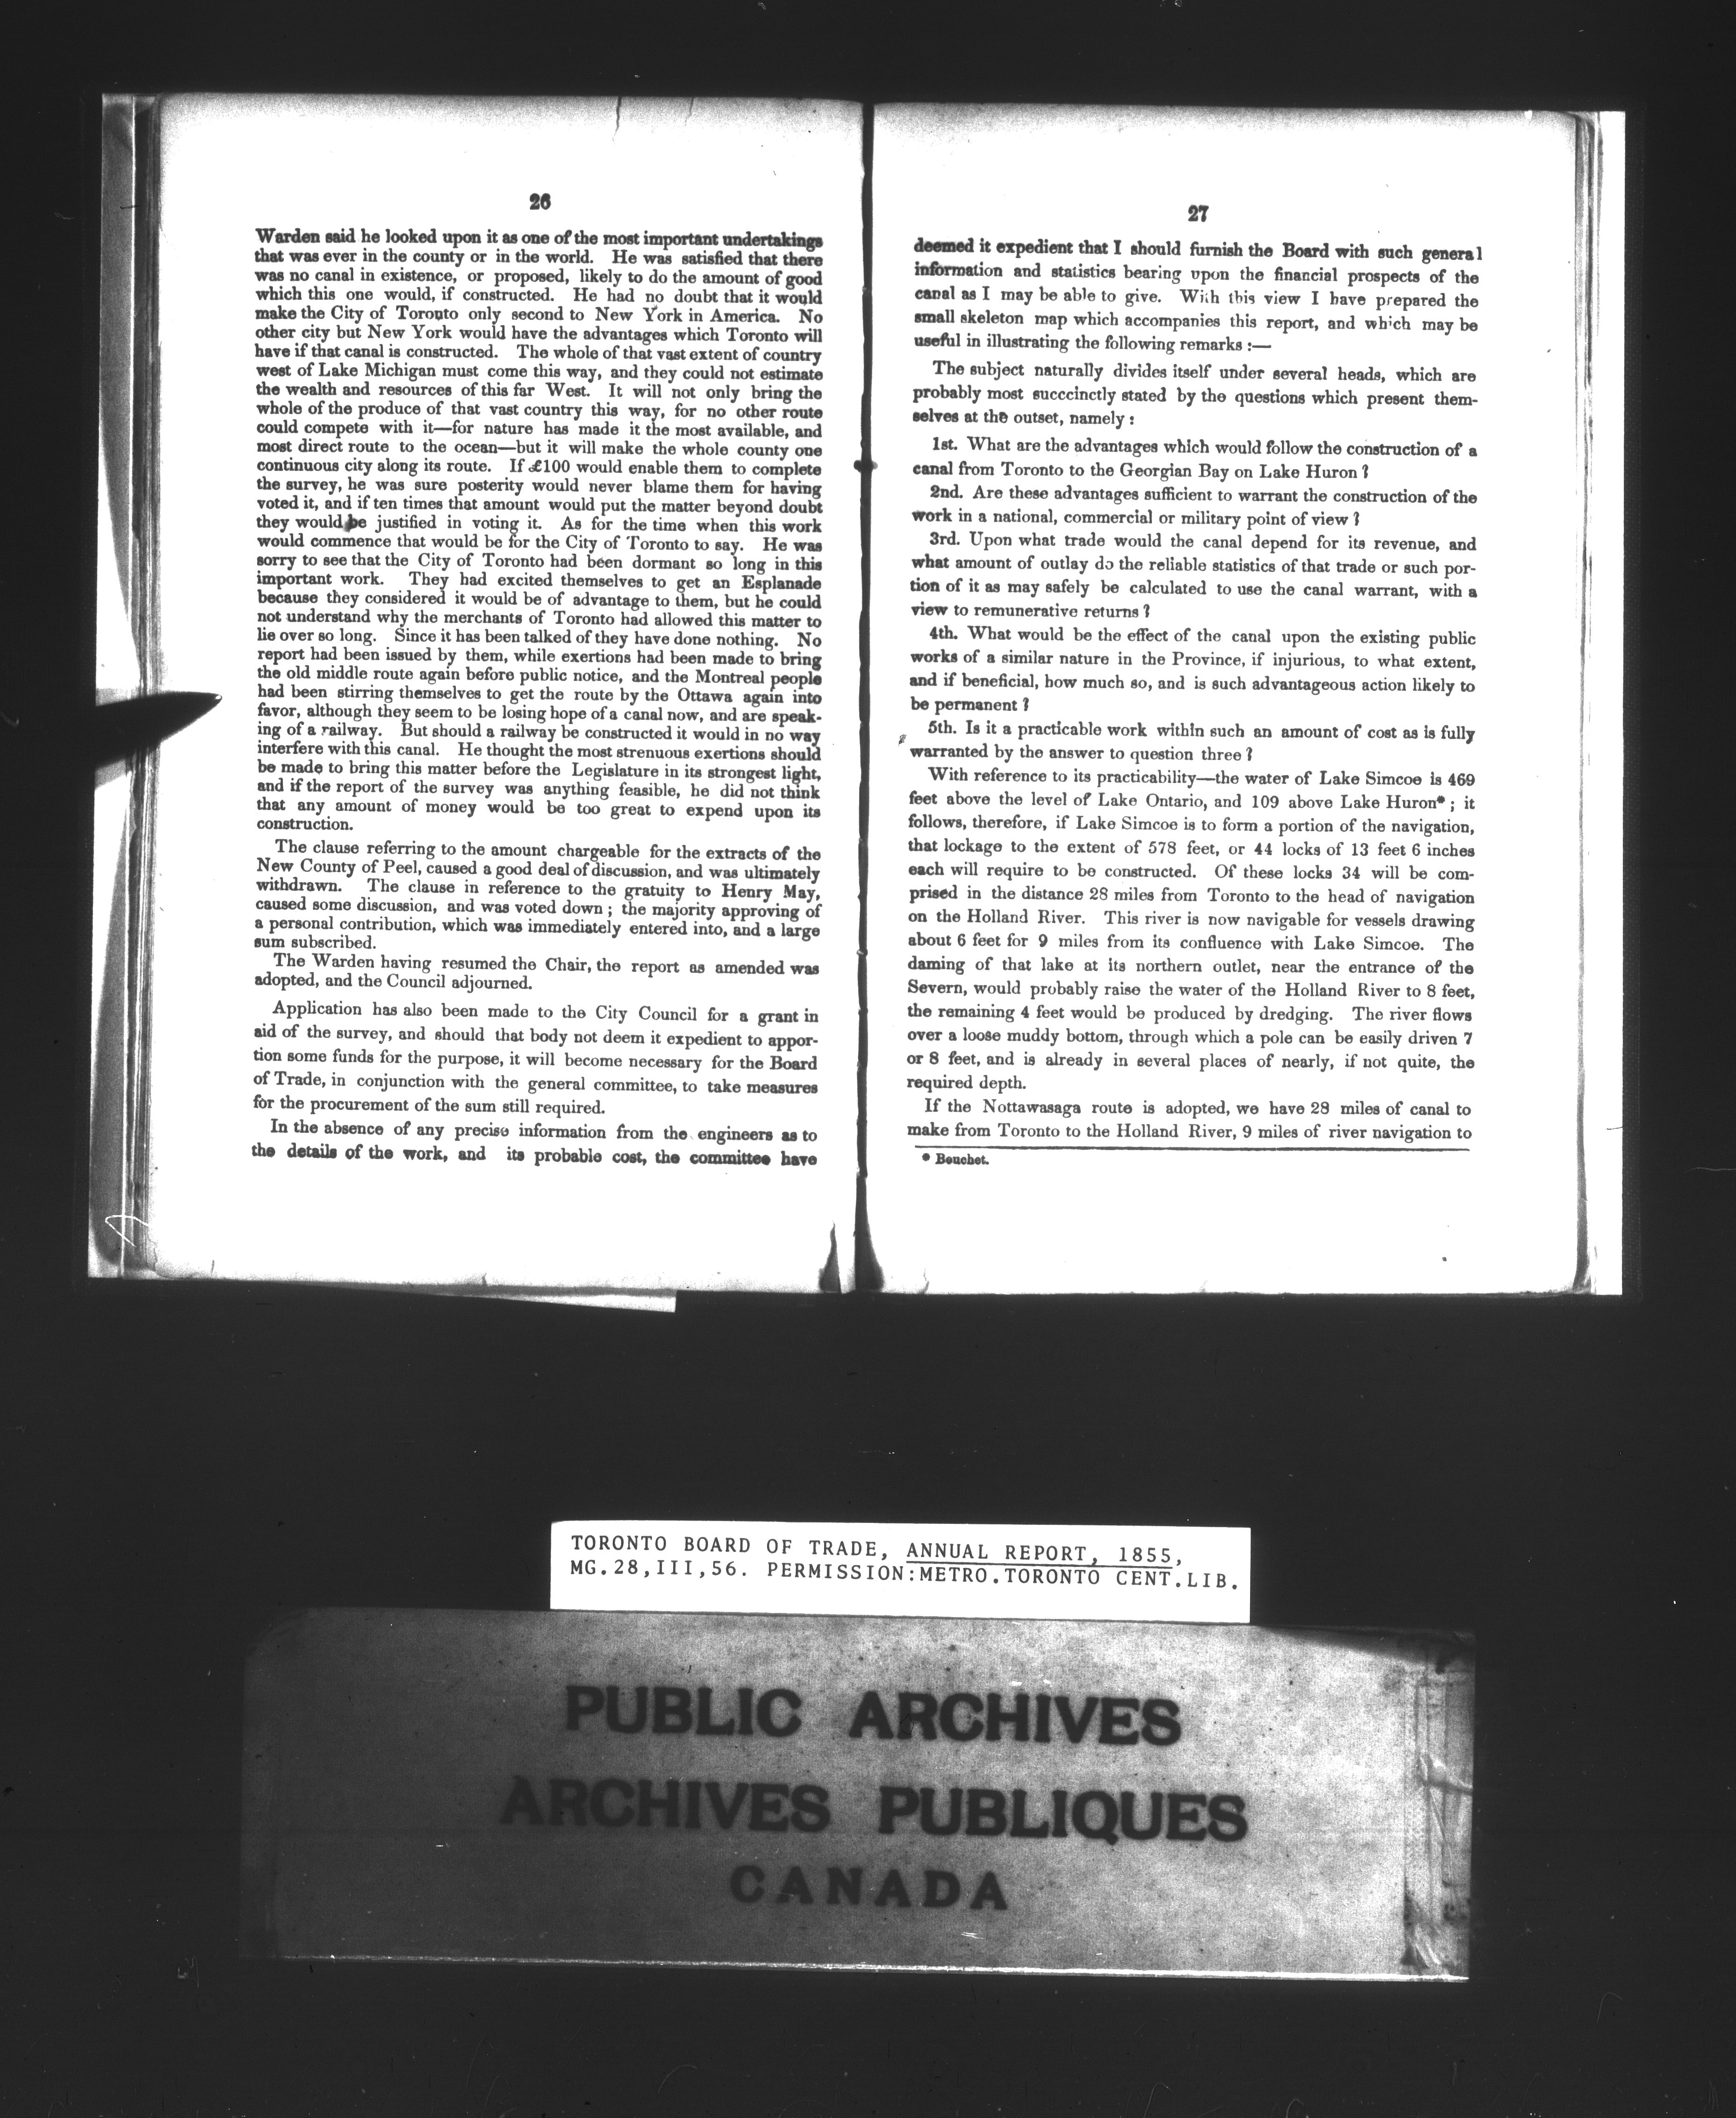 26
Warden said he looked upon it as one of the most important undertakings
that was ever in the county or in the world. He was satisfied that there
was no canal in existence, or proposed, likely to do the amount of good
which this one would, if constructed. He had no doubt that it would
make the City of Toronto only second to New York in America. No
other city but New York would have the advantages which Toronto will
have if that canal is constructed. The whole of that vast extent of country
west of Lake Michigan must come this way, and they could not estimate
the wealth and resources of this far West. It will not only bring the
whole of the produce of that vast country this way, for no other route
could compete with it—for nature has made it the most available, and
most direct route to the ocean—but it will make the whole county one
continuous city along its route. If £100 would enable them to complete
the survey, he was sure posterity would never blame them for having
voted it, and if ten times that amount would put the matter beyond doubt
they would be justified in voting it. As for the time when this work
would commence that would be for the City of Toronto to say. He was
sorry to see that the City of Toronto had been dormant so long in this
important work. They had excited themselves to get an Esplanade
because they considered it would be of advantage to them, but he could
not understand why the merchants of Toronto had allowed this matter to
lie over so long. Since it has been talked of they have done nothing. No
report had been issued by them, while exertions had been made to bring
the old middle route again before public notice, and the Montreal people
had been stirring themselves to get the route by the Ottawa again into
favor, although they seem to be losing hope of a canal now, and are speak-
ing of a railway. But should a railway be constructed it would in no way
interfere with this canal. He thought the most strenuous exertions should
be made to bring this matter before the Legislature in its strongest light,
and if the report of the survey was anything feasible, he did not think
that any amount of money would be too great to expend upon its
construction.
The clause referring to the amount chargeable for the extracts of the
New County of Peel, caused a good deal of discussion, and was ultimately
withdrawn. The clause in reference to the gratuity to Henry May,
caused some discussion, and was voted down; the majority approving of
a personal contribution, which was immediately entered into, and a large
sum subscribed.
The Warden having resumed the Chair, the report as amended was
adopted, and the Council adjourned.
Application has also been made to the City Council for a grant in
aid of the survey, and should that body not deem it expedient to appor-
tion some funds for the purpose, it will become necessary for the Board
of Trade, in conjunction with the general committee, to take measures
for the procurement of the sum still required.
In the absence of any precise information from the engineers as to
the details of the work, and its probable cost, the committee have
27
deemed it expedient that I should furnish the Board with such general
information and statistics bearing upon the financial prospects of the
canal as I may be able to give. With this view I have prepared the
small skeleton map which accompanies this report, and which may be
useful in illustrating the following remarks :—
The subject naturally divides itself under several heads, which are
probably most succcinctly stated by the questions which present them-
selves at the outset, namely :
1st. What are the advantages which would follow the construction of a
canal from Toronto to the Georgian Bay on Lake Huron ?
2nd. Are these advantages sufficient to warrant the construction of the
work in a national, commercial or military point of view ?
3rd. Upon what trade would the canal depend for its revenue, and
what amount of outlay do the reliable statistics of that trade or such por-
tion of it as may safely be calculated to use the canal warrant, with a
view to remunerative returns ?
4th. What would be the effect of the canal upon the existing public
works of a similar nature in the Province, if injurious, to what extent,
and if beneficial, how much so, and is such advantageous action likely to
be permanent ?
5th. Is it a practicable work within such an amount of cost as is fully
warranted by the answer to question three ?
With reference to its practicability—the water of Lake Simcoe is 469
feet above the level of Lake Ontario, and 109 above Lake Huron* ; it
follows, therefore, if Lake Simcoe is to form a portion of the navigation,
that lockage to the extent of 578 feet, or 44 locks of 13 feet 6 inches
each will require to be constructed. Of these locks 34 will be com-
prised in the distance 28 miles from Toronto to the head of navigation
on the Holland River. This river is now navigable for vessels drawing
about 6 feet for 9 miles from its confluence with Lake Simcoe. The
daming of that lake at its northern outlet, near the entrance of the
Severn, would probably raise the water of the Holland River to 8 feet,
the remaining 4 feet would be produced by dredging. The river flows
over a loose muddy bottom, through which a pole can be easily driven 7
or 8 feet, and is already in several places of nearly, if not quite, the
required depth.
If the Nottawasaga route is adopted, we have 28 miles of canal to
make from Toronto to the Holland River, 9 miles of river navigation to
* Bouchet.
TORONTO BOARD OF TRADE, ANNUAL REPORT, 1855,
MG.28,III,56. PERMISSION:METRO.TORONTO CENT.LIB.
PUBLIC ARCHIVES
ARCHIVES PUBLIQUES
CANADA